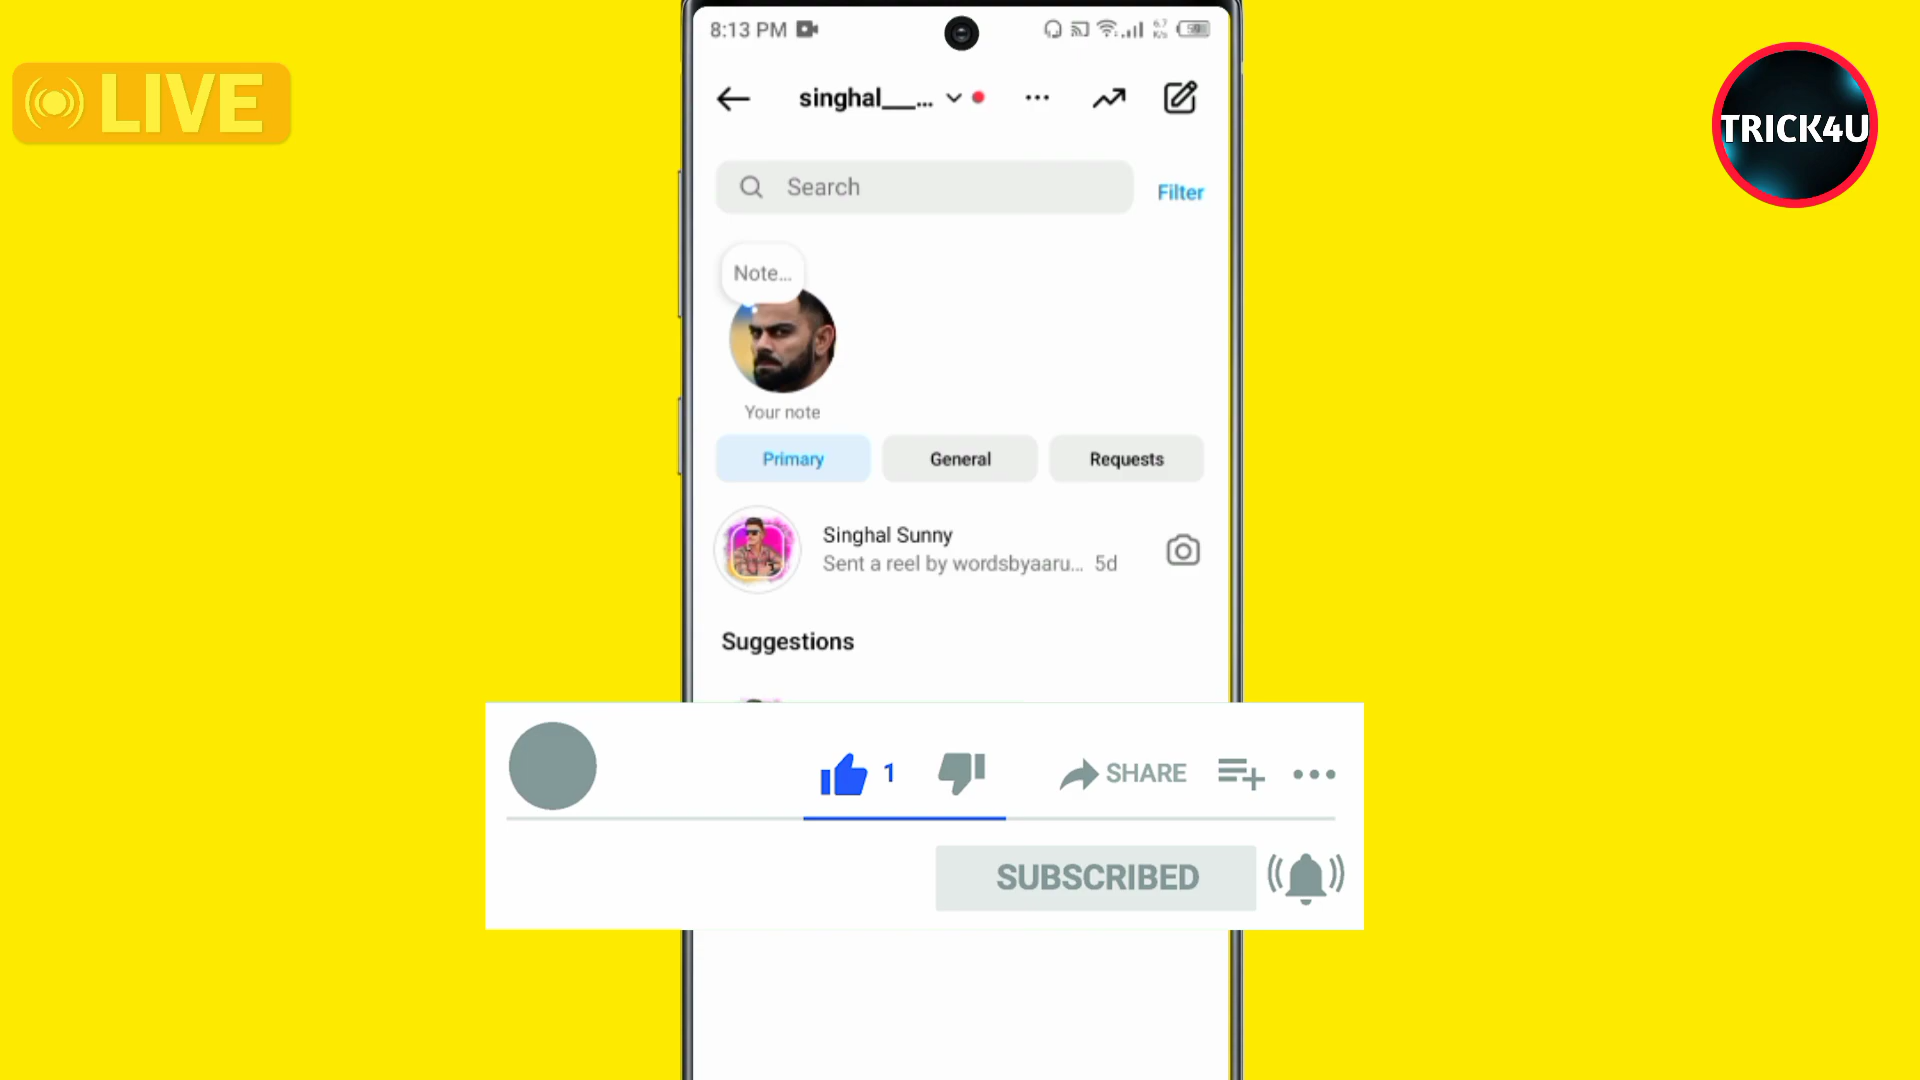 8:13 PM
LIVE
singhal___...
TRICK4U
Search
Filter
Note...
Your note
Primary
General
Requests
Singhal Sunny
Sent a reel by wordsbyaaru... 5d
Suggestions
1
SHARE
SUBSCRIBED